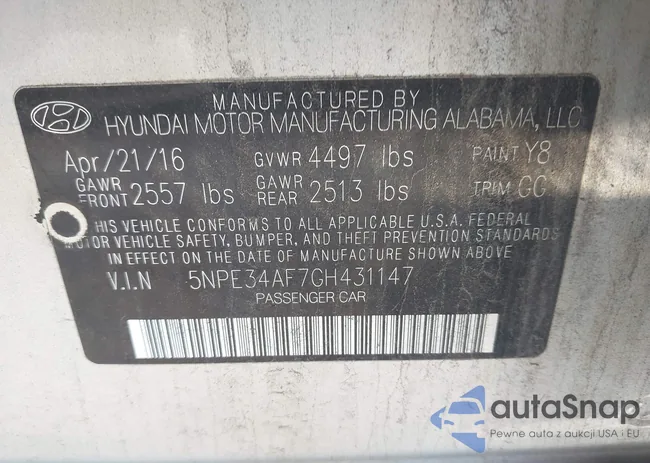 MANUFACTURED BY
HYUNDAI MOTOR MANUFACTURING ALABAMA, LLC
Apr/21/16 GVWR 4497 lbs PAINT Y8
GAWR FRONT 2557 lbs GAWR REAR 2513 lbs TRIM GC
HIS VEHICLE CONFORMS TO ALL APPLICABLE U.S.A. FEDERAL
MOTOR VEHICLE SAFETY, BUMPER, AND THEFT PREVENTION STANDARDS
IN EFFECT ON THE DATE OF MANUFACTURE SHOWN ABOVE
V.I.N 5NPE34AF7GH431147
PASSENGER CAR
autaSnap
Pewne auta z aukcji USA i EU